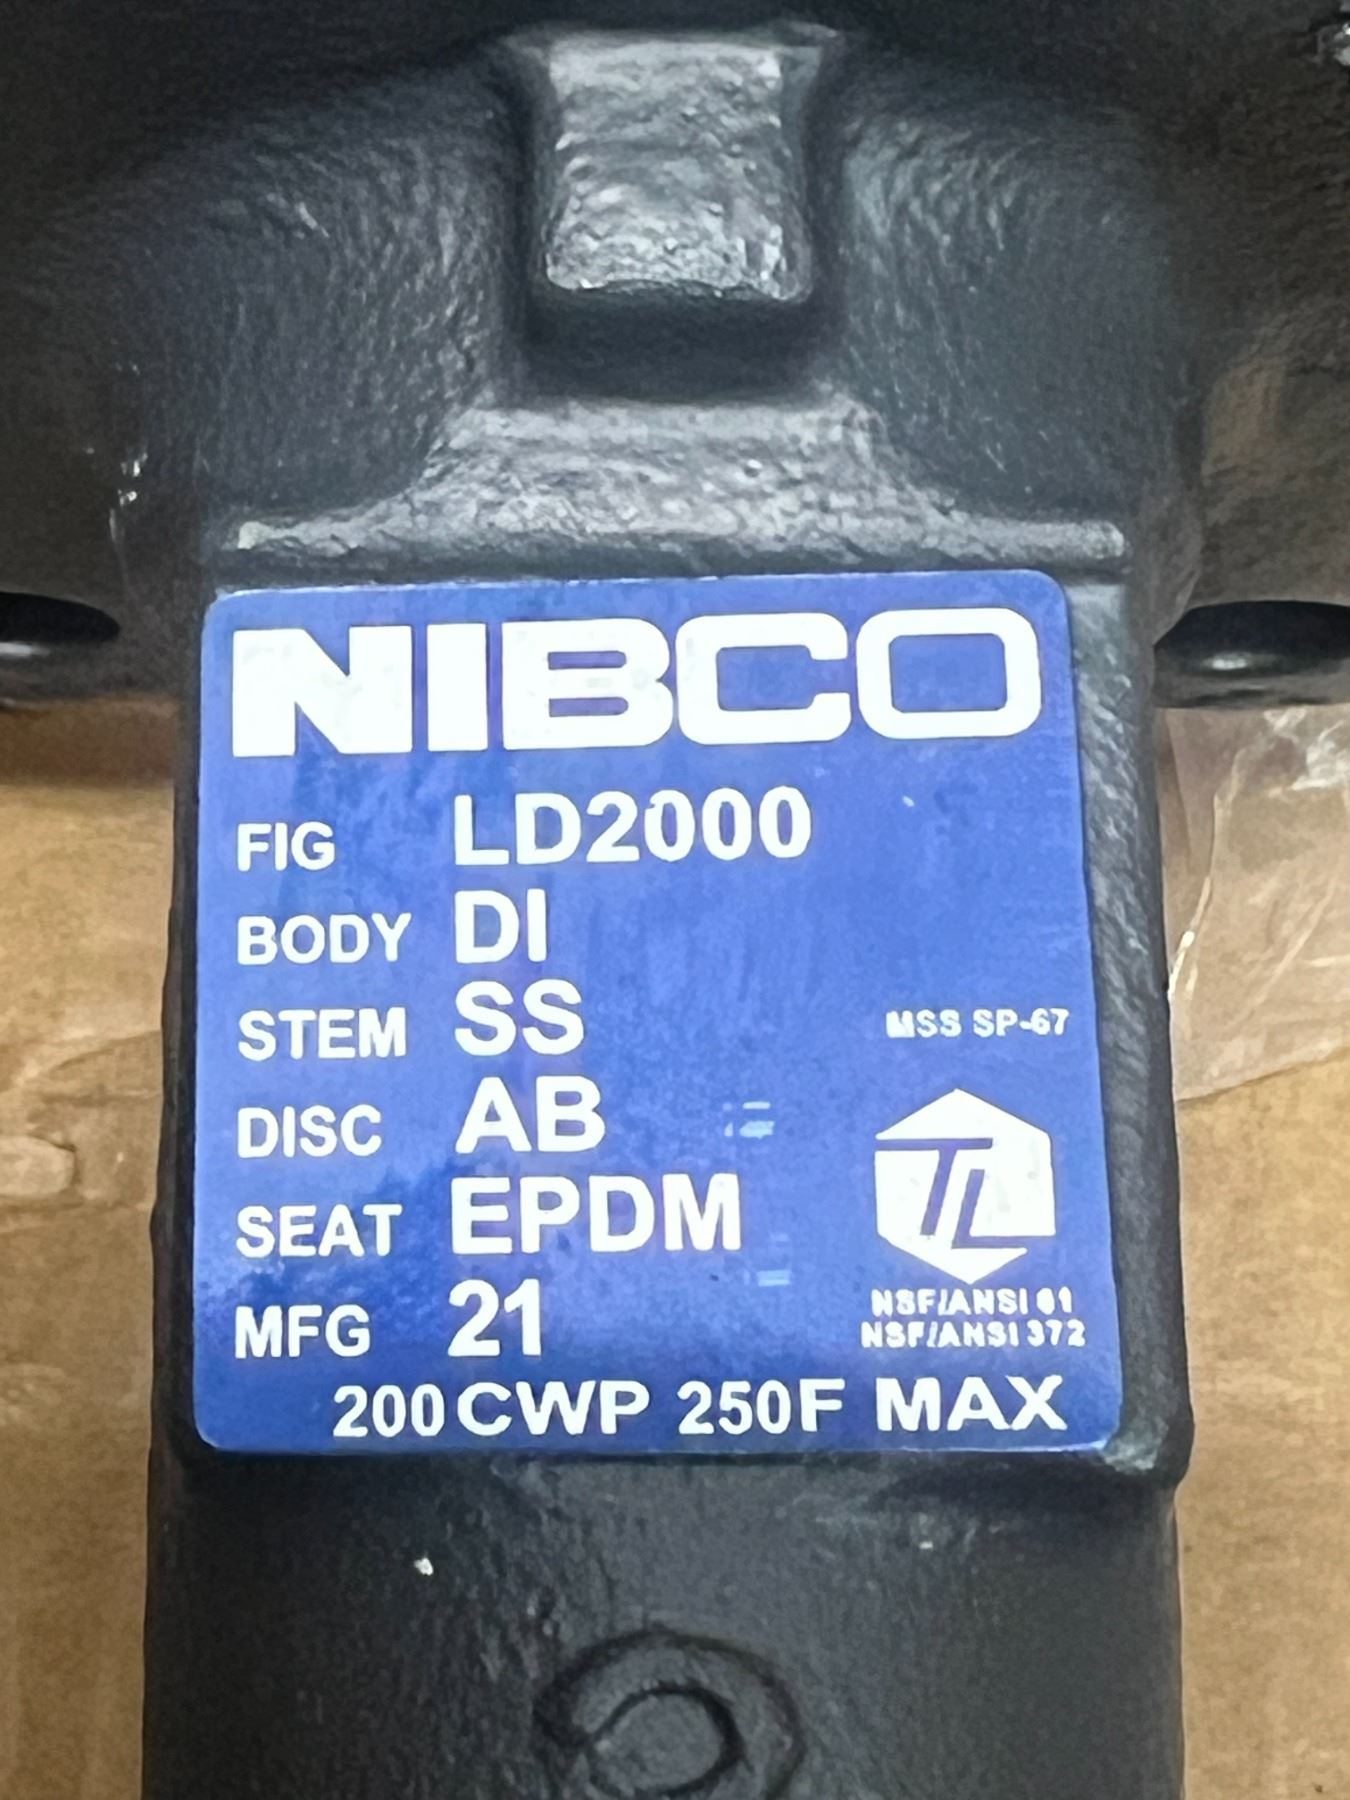 NIBCO
FIG LD2000
BODY DI
STEM SS
MSS SP-67
DISC AB
TL
SEAT EPDM
NSF/ANSI 61
MFG 21
NSF/ANSI 372
200 CWP 250F MAX